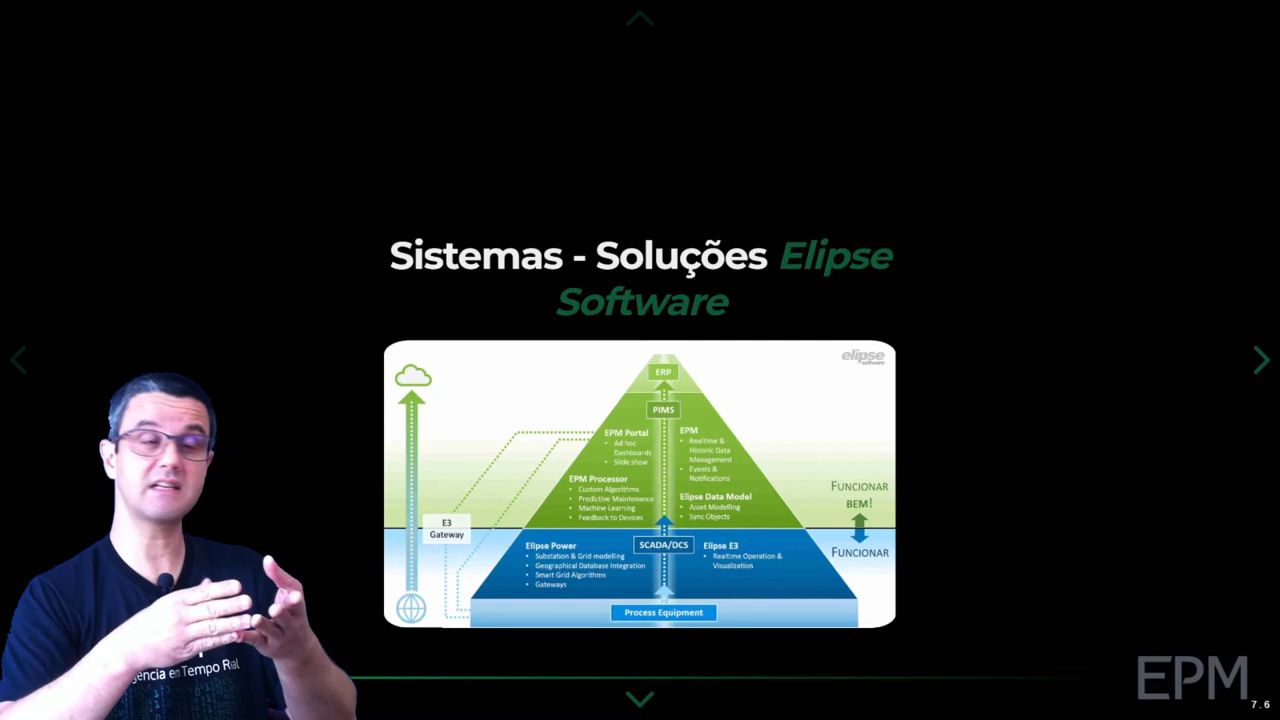 Sistemas - Soluções Elipse
Software
elipse
software
ERP
PIMS
EPM Portal
• Ad hoc
Dashboards
• Slide show
EPM Processor
• Custom Algorithms
• Predictive Maintenance
• Machine Learning
• Feedback to Devices
EPM
• Realtime &
Historic Data
Management
• Events &
Notifications
Elipse Data Model
• Asset Modelling
• Sync Objects
FUNCIONAR
BEM!
FUNCIONAR
E3
Gateway
Elipse Power
• Substation & Grid modelling
• Geographical Database Integration
• Smart Grid Algorithms
• Gateways
SCADA/DCS
Elipse E3
• Realtime Operation &
Visualization
Process Equipment
em Tempo
EPM
7.6